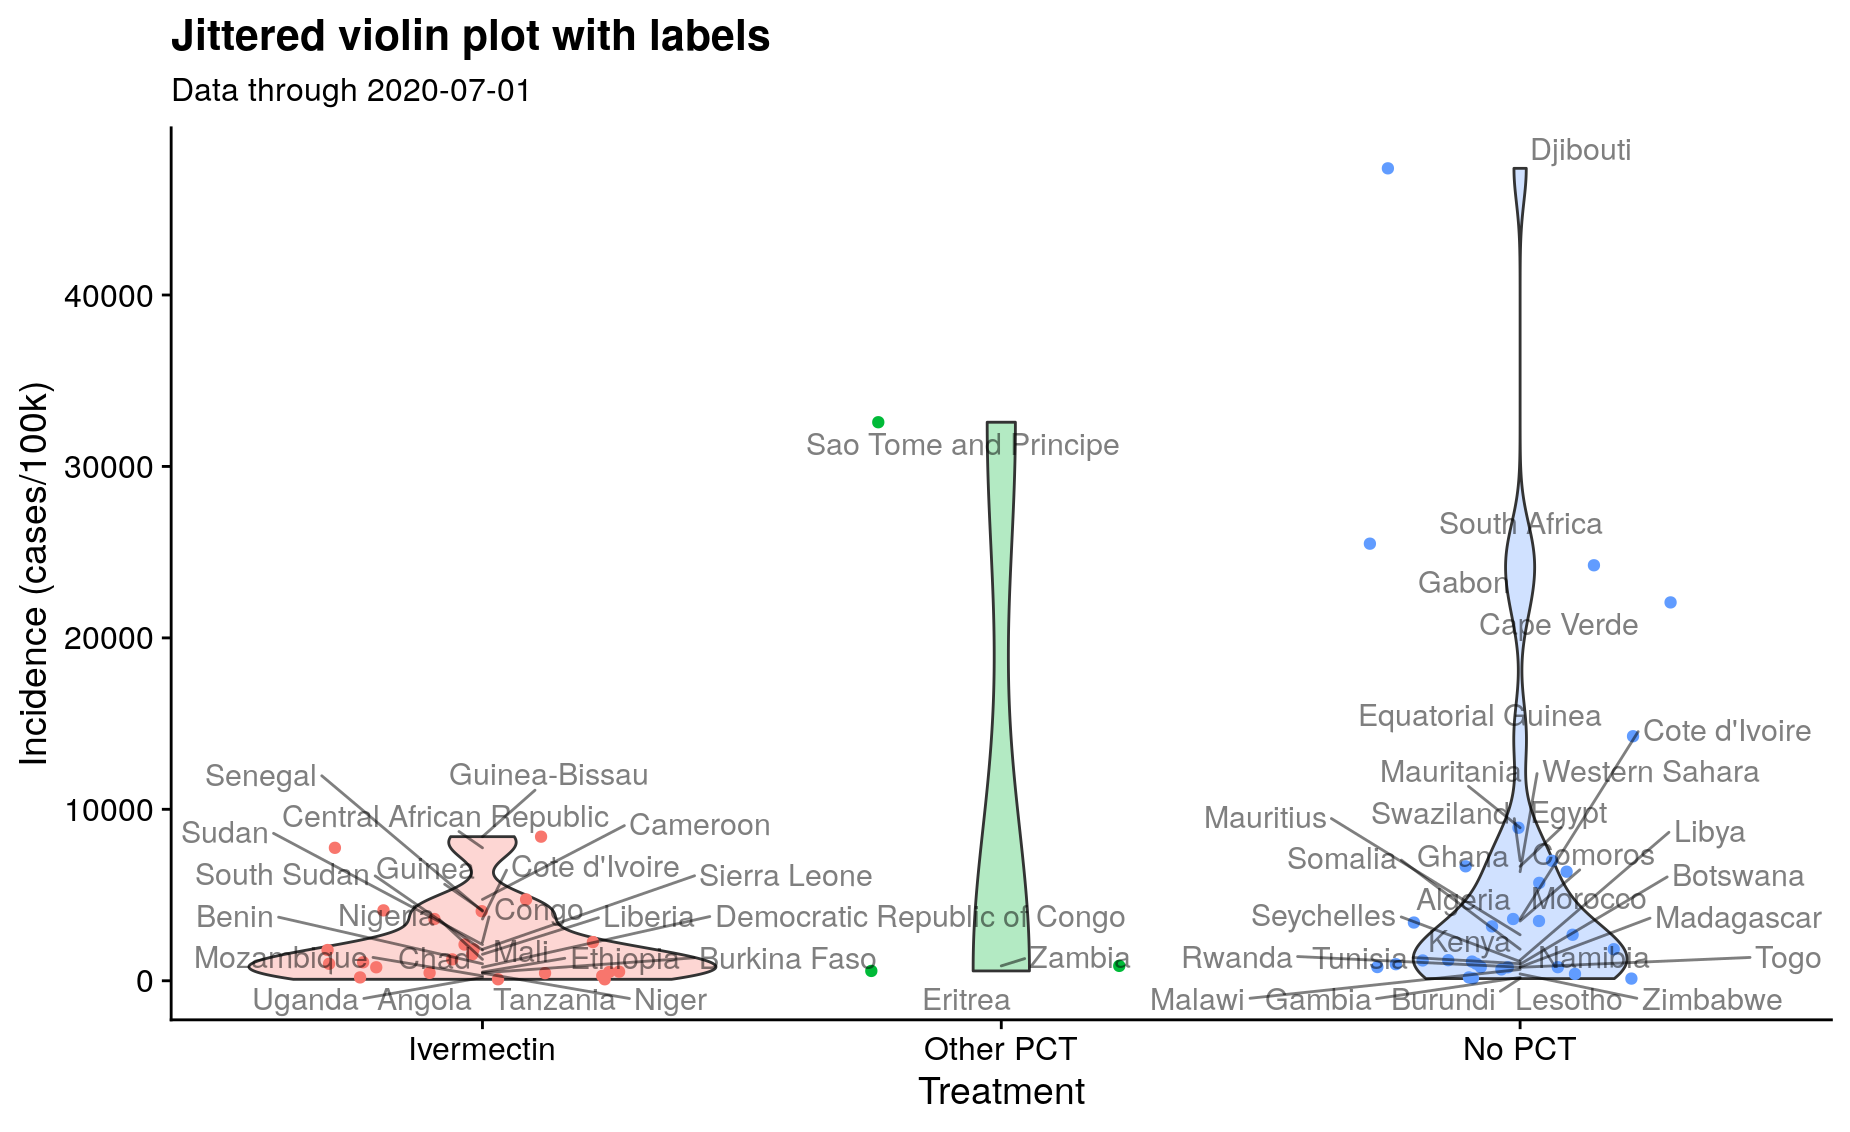 Jittered violin plot with labels
Data through 2020-07-01
Incidence (cases/100k)
40000
30000
20000
10000
0
Djibouti
Sao Tome and Principe
South Africa
Gabon
Cape Verde
Equatorial Guinea
Cote d'Ivoire
Senegal
Guinea-Bissau
Mauritania
Western Sahara
Central African Republic
Cameroon
Sudan
Mauritius
Swaziland
Egypt
Libya
South Sudan
Guinea
Cote d'Ivoire
Sierra Leone
Somalia
Ghana
Comoros
Botswana
Benin
Nigeria
Congo
Liberia
Democratic Republic of Congo
Seychelles
Algeria
Morocco
Madagascar
Mozambique
Chad
Mali
Ethiopia
Burkina Faso
Zambia
Rwanda
Tunisia
Kenya
Namibia
Togo
Uganda
Angola
Tanzania
Niger
Eritrea
Malawi
Gambia
Burundi
Lesotho
Zimbabwe
Ivermectin
Other PCT
No PCT
Treatment